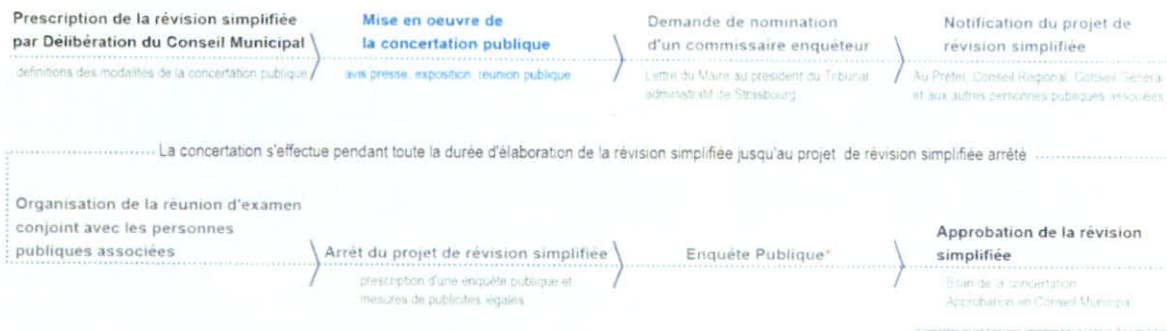 Prescription de la révision simplifiée
par Délibération du Conseil Municipal
définitions des modalités de la concertation publique
Mise en oeuvre de
la concertation publique
avis presse, exposition, réunion publique
Demande de nomination
d'un commissaire enquêteur
Lettre du Maire au président du Tribunal
administratif de Strasbourg
Notification du projet de
révision simplifiée
Au Préfet, Conseil Régional, Conseil Général
et aux autres personnes publiques associées
La concertation s'effectue pendant toute la durée d'élaboration de la révision simplifiée jusqu'au projet de révision simplifiée arrêté
Organisation de la réunion d'examen
conjoint avec les personnes
publiques associées
Arrêt du projet de révision simplifiée
prescription d'une enquête publique et
mesures de publicités légales
Enquête Publique*
Approbation de la révision
simplifiée
Bilan de la concertation
Approbation en Conseil Municipal